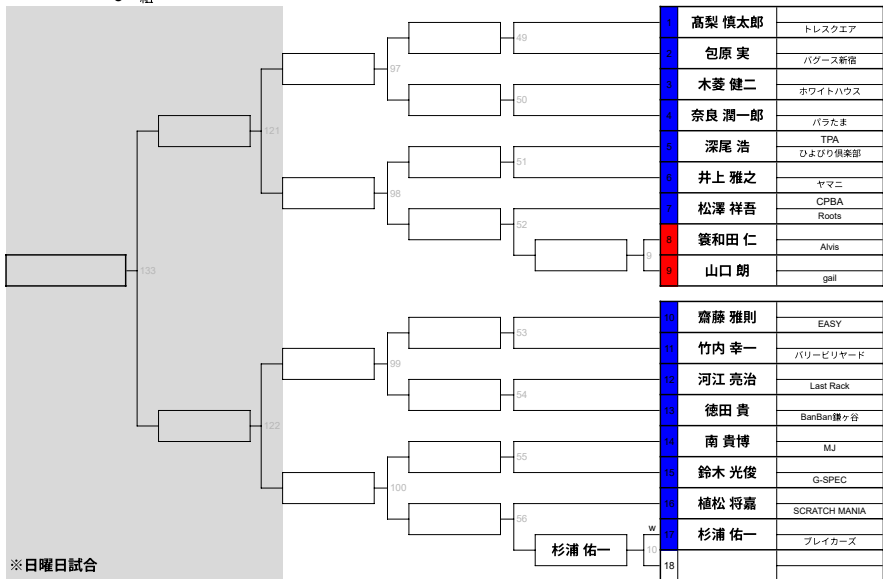 組
1 髙梨 慎太郎 トレスクエア
49
2 包原 実 バグース新宿
97
3 木菱 健二 ホワイトハウス
50
4 奈良 潤一郎 パラたま
121
5 深尾 浩 TPA
ひよびり倶楽部
51
6 井上 雅之 ヤマニ
98
7 松澤 祥吾 CPBA
Roots
52
8 簑和田 仁 Alvis
9
9 山口 朗 gail
133
10 齋藤 雅則 EASY
53
11 竹内 幸一 バリービリヤード
99
12 河江 亮治 Last Rack
54
13 徳田 貴 BanBan鎌ヶ谷
122
14 南 貴博 MJ
55
15 鈴木 光俊 G-SPEC
100
16 植松 将嘉 SCRATCH MANIA
56
w
17 杉浦 佑一 ブレイカーズ
杉浦 佑一
10
18
※日曜日試合